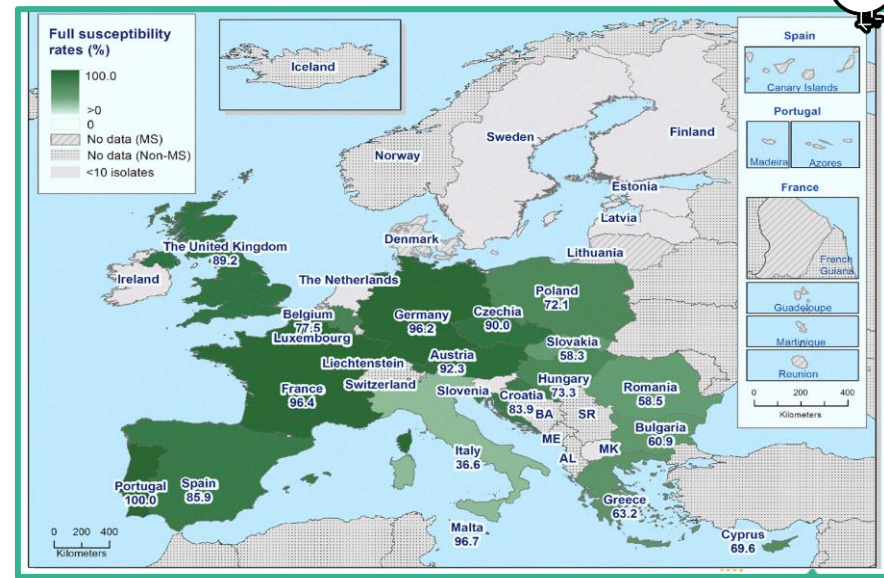 Full susceptibility
rates (%)
100.0
>0
0
No data (MS)
No data (Non-MS)
<10 isolates
Iceland
Spain
Canary Islands
Portugal
Madeira
Azores
France
French
Guiana
Guadeloupe
Martinique
Reunion
0 200 400
Kilometers
Norway
Sweden
Finland
Estonia
Latvia
Lithuania
Denmark
The United Kingdom
89.2
Ireland
The Netherlands
Belgium
77.5
Luxembourg
Germany
96.2
Poland
72.1
Czechia
90.0
Slovakia
58.3
Austria
92.3
Liechtenstein
Switzerland
France
96.4
Slovenia
Hungary
73.3
Croatia
83.9
Romania
58.5
BA
SR
ME
MK
AL
Bulgaria
60.9
Italy
36.6
Portugal
100.0
Spain
85.9
Greece
63.2
Malta
96.7
Cyprus
69.6
0 200 400
Kilometers